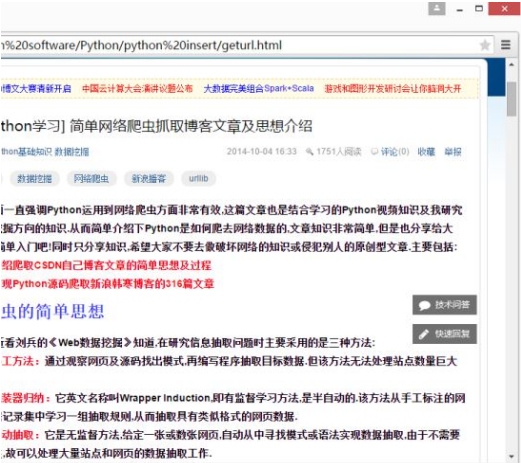 %20software/Python/python%20insert/geturl.html
博文大赛清新开启 中国云计算大会演讲议题公布 大数据完美组合Spark+Scala 游戏和图形开发研讨会让你脑洞大开
thon学习] 简单网络爬虫抓取博客文章及思想介绍
thon基础知识 数据挖掘 2014-10-04 16:33 1751人阅读 评论(0) 收藏 举报
数据挖掘 网络爬虫 新浪播客 urllib
一直强调Python运用到网络爬虫方面非常有效,这篇文章也是结合学习的Python视频知识及我研究
掘方向的知识.从而简单介绍下Python是如何爬去网络数据的,文章知识非常简单,但是也分享给大
简单入门吧!同时只分享知识,希望大家不要去做破坏网络的知识或侵犯别人的原创型文章.主要包括:
绍爬取CSDN自己博客文章的简单思想及过程
现Python源码爬取新浪韩寒博客的316篇文章
虫的简单思想
技术问答
快速回复
看刘兵的《Web数据挖掘》知道,在研究信息抽取问题时主要采用的是三种方法:
工方法：通过观察网页及源码找出模式,再编写程序抽取目标数据.但该方法无法处理站点数量巨大
装器归纳：它英文名称叫Wrapper Induction,即有监督学习方法,是半自动的.该方法从手工标注的网
记录集中学习一组抽取规则,从而抽取具有类似格式的网页数据.
动抽取：它是无监督方法,给定一张或数张网页,自动从中寻找模式或语法实现数据抽取,由于不需要
,故可以处理大量站点和网页的数据抽取工作.